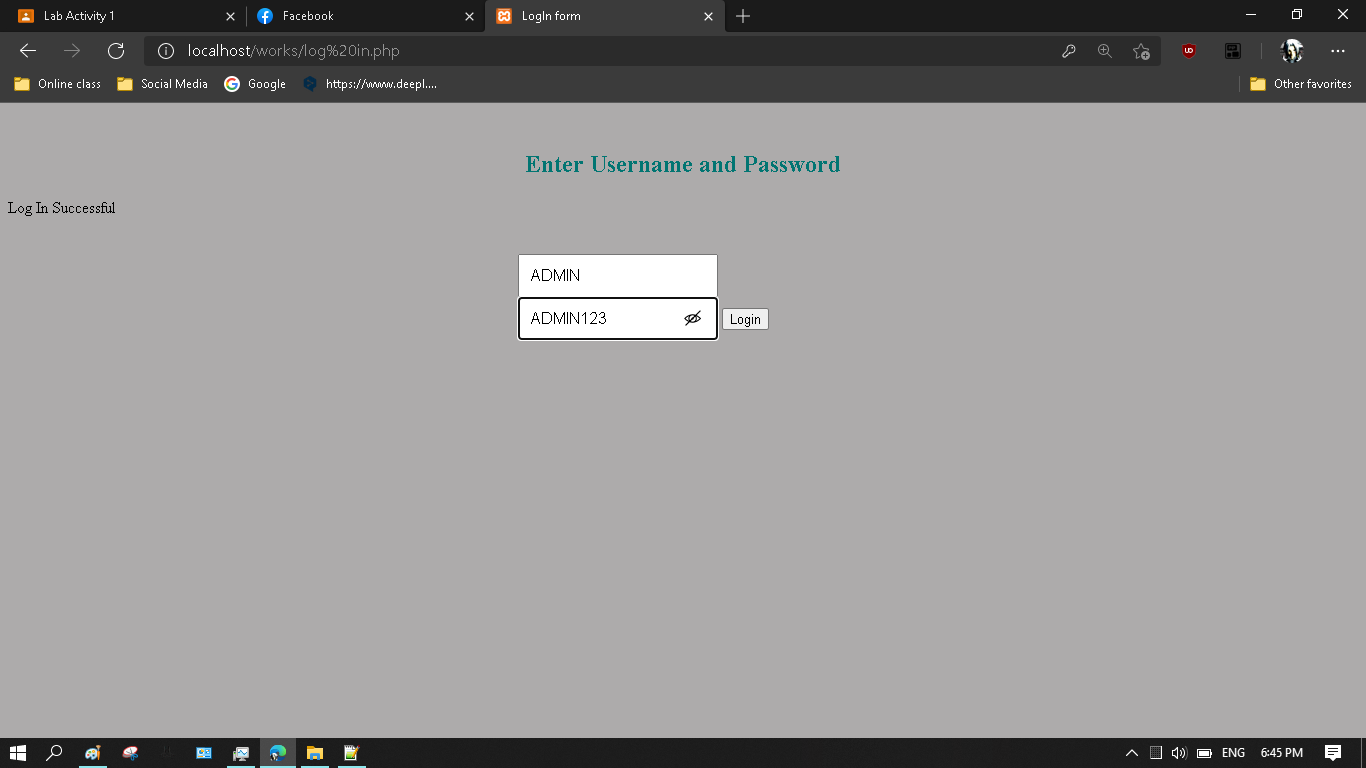 Lab Activity 1
Facebook
LogIn form
localhost/works/log%20in.php
UD
Online class
Social Media
Google
https://www.deepl....
Other favorites
Enter Username and Password
Log In Successful
ADMIN
ADMIN123
Login
ENG
6:45 PM